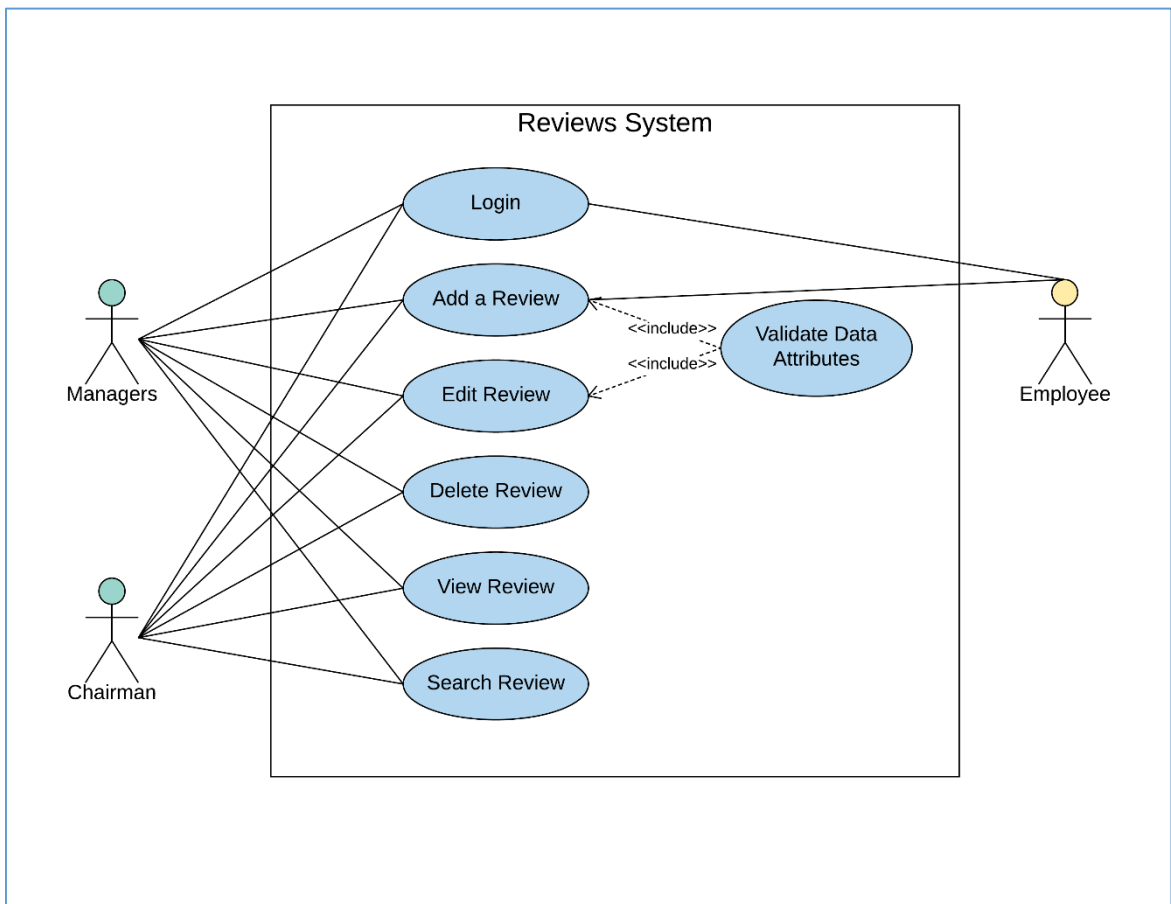 Reviews System
Login
Add a Review
<<include>>
Validate Data
Attributes
<<include>>
Edit Review
Managers
Employee
Delete Review
View Review
Search Review
Chairman